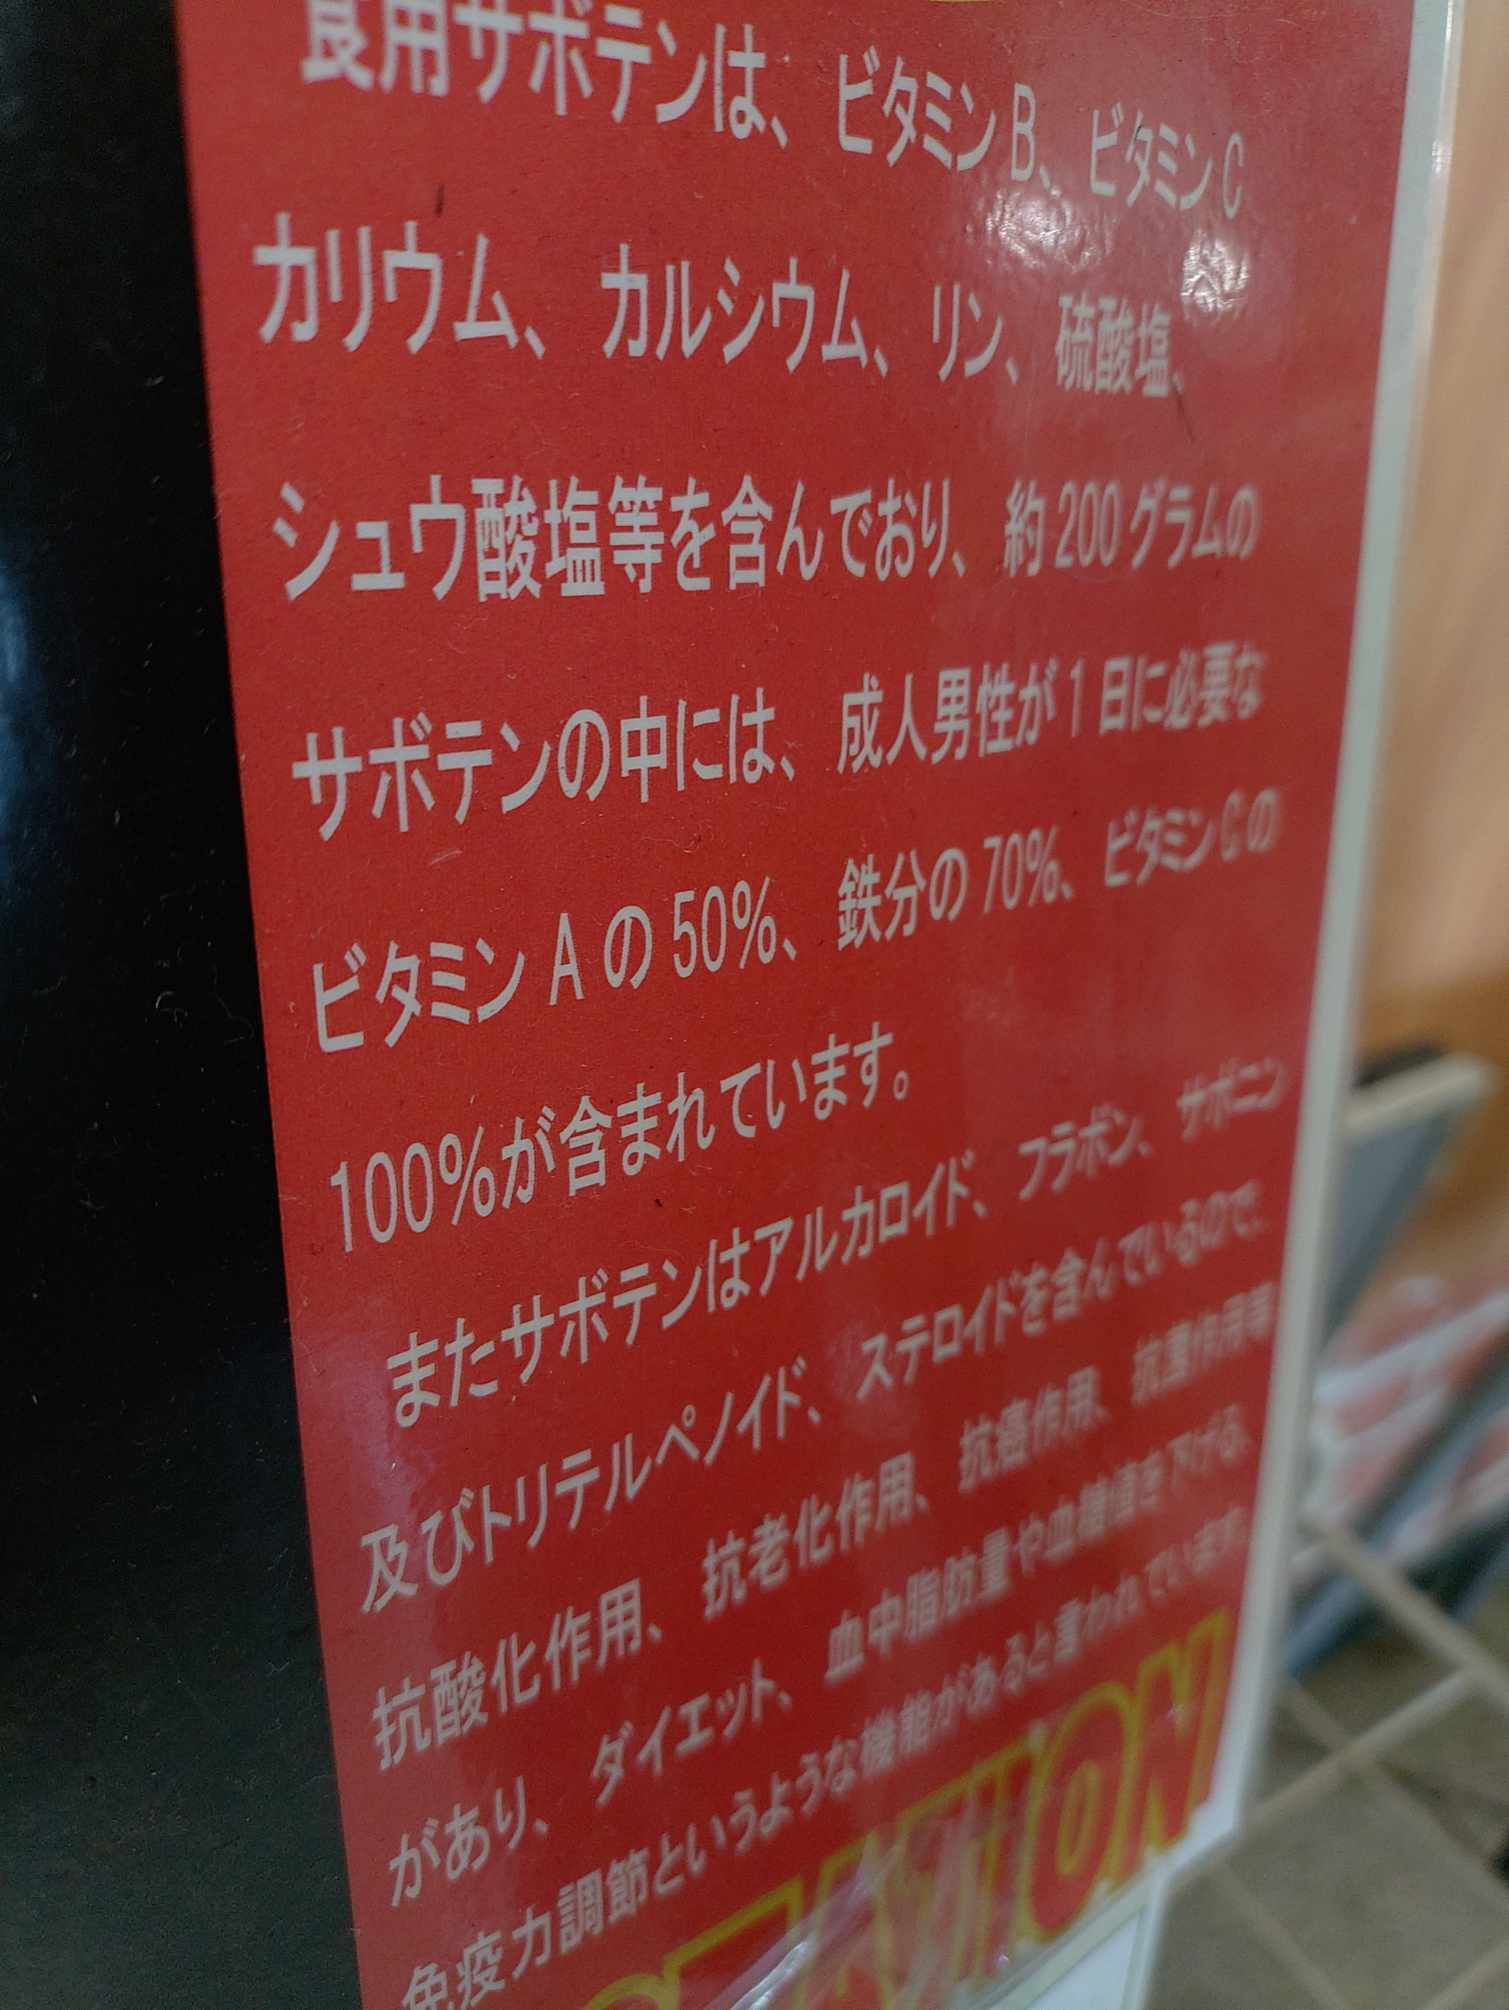 食用サボテンは、ビタミンB、ビタミンC
カリウム、カルシウム、リン、硫酸塩、
シュウ酸塩等を含んでおり、約200グラムの
サボテンの中には、成人男性が1日に必要な
ビタミンAの50%、鉄分の70%、ビタミンCの
100%が含まれています。
またサボテンはアルカロイド、フラボン、サポニン
及びトリテルペノイド、ステロイドを含んでいるので、
抗酸化作用、抗老化作用、抗癌作用、抗菌作用等
があり、ダイエット、血中脂肪量や血糖値を下げる、
免疫力調節というような機能があると言われています。